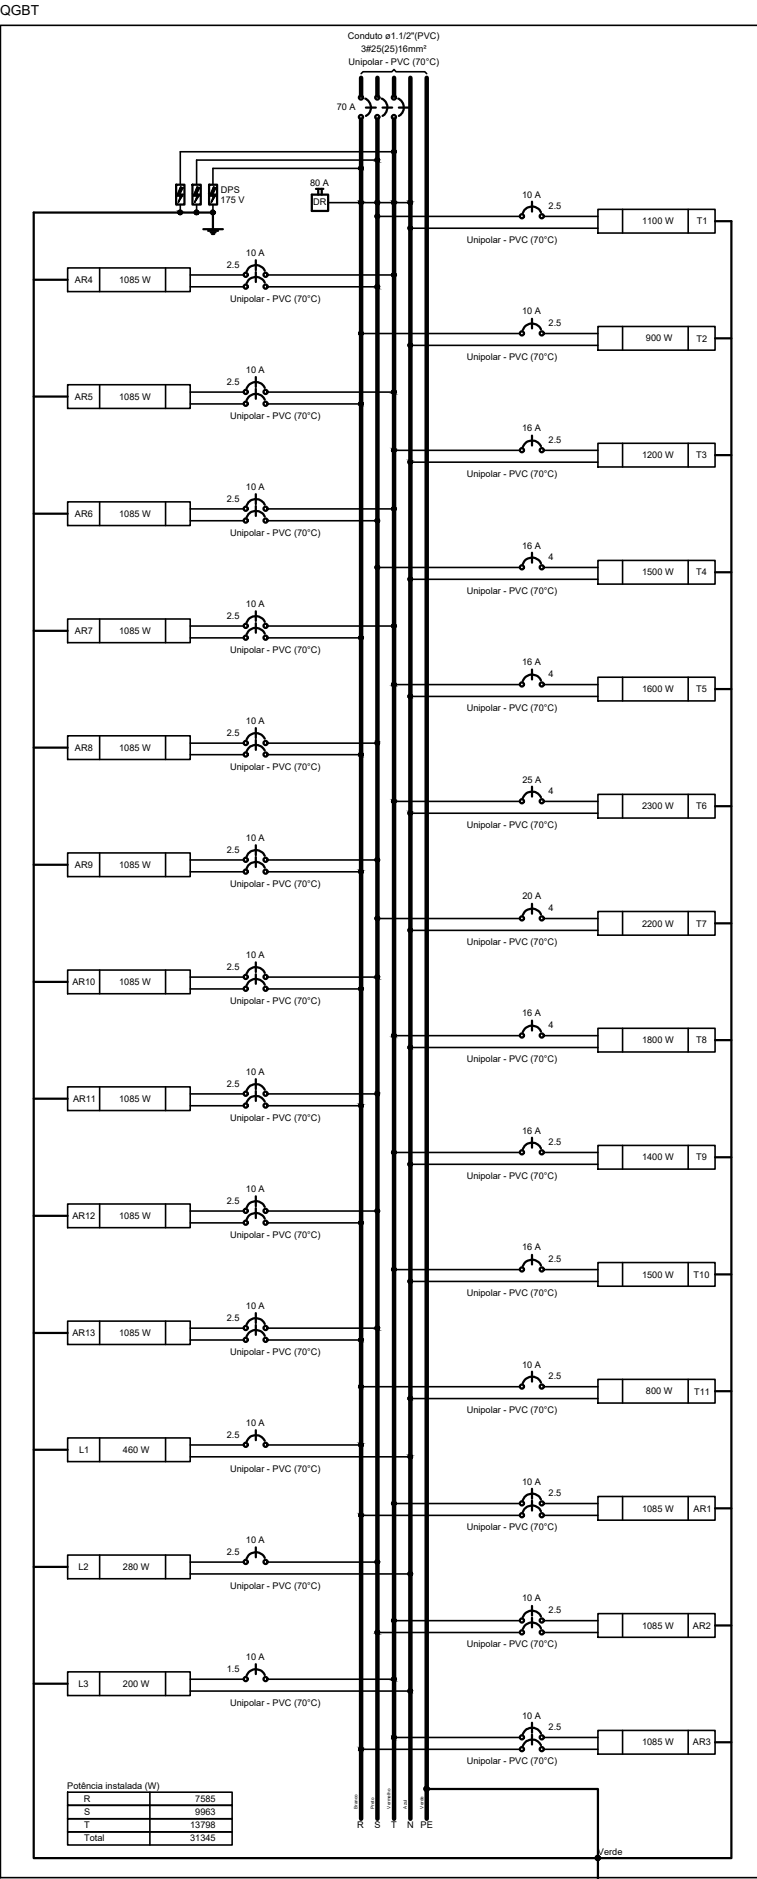 QGBT
Conduto ø1.1/2"(PVC)
3#25(25)16mm²
Unipolar - PVC (70°C)
70 A
DPS
175 V
80 A
DR
10 A
2.5
1100 W T1
Unipolar - PVC (70°C)
10 A
2.5
AR4 1085 W
Unipolar - PVC (70°C)
10 A
2.5
900 W T2
Unipolar - PVC (70°C)
10 A
2.5
AR5 1085 W
Unipolar - PVC (70°C)
16 A
2.5
1200 W T3
Unipolar - PVC (70°C)
10 A
2.5
AR6 1085 W
Unipolar - PVC (70°C)
16 A
4
1500 W T4
Unipolar - PVC (70°C)
10 A
2.5
AR7 1085 W
Unipolar - PVC (70°C)
16 A
4
1600 W T5
Unipolar - PVC (70°C)
10 A
2.5
AR8 1085 W
Unipolar - PVC (70°C)
25 A
4
2300 W T6
Unipolar - PVC (70°C)
10 A
2.5
AR9 1085 W
Unipolar - PVC (70°C)
20 A
4
2200 W T7
Unipolar - PVC (70°C)
10 A
2.5
AR10 1085 W
Unipolar - PVC (70°C)
16 A
4
1800 W T8
Unipolar - PVC (70°C)
10 A
2.5
AR11 1085 W
Unipolar - PVC (70°C)
16 A
2.5
1400 W T9
Unipolar - PVC (70°C)
10 A
2.5
AR12 1085 W
Unipolar - PVC (70°C)
16 A
2.5
1500 W T10
Unipolar - PVC (70°C)
10 A
2.5
AR13 1085 W
Unipolar - PVC (70°C)
10 A
2.5
800 W T11
Unipolar - PVC (70°C)
10 A
2.5
L1 460 W
Unipolar - PVC (70°C)
10 A
2.5
1085 W AR1
Unipolar - PVC (70°C)
10 A
2.5
L2 280 W
Unipolar - PVC (70°C)
10 A
2.5
1085 W AR2
Unipolar - PVC (70°C)
10 A
1.5
L3 200 W
Unipolar - PVC (70°C)
10 A
2.5
1085 W AR3
Unipolar - PVC (70°C)
Potência instalada (W)
R 7585
S 9963
T 13798
Total 31345
Branco Preto Vermelho Azul Verde
R S T N PE
Verde